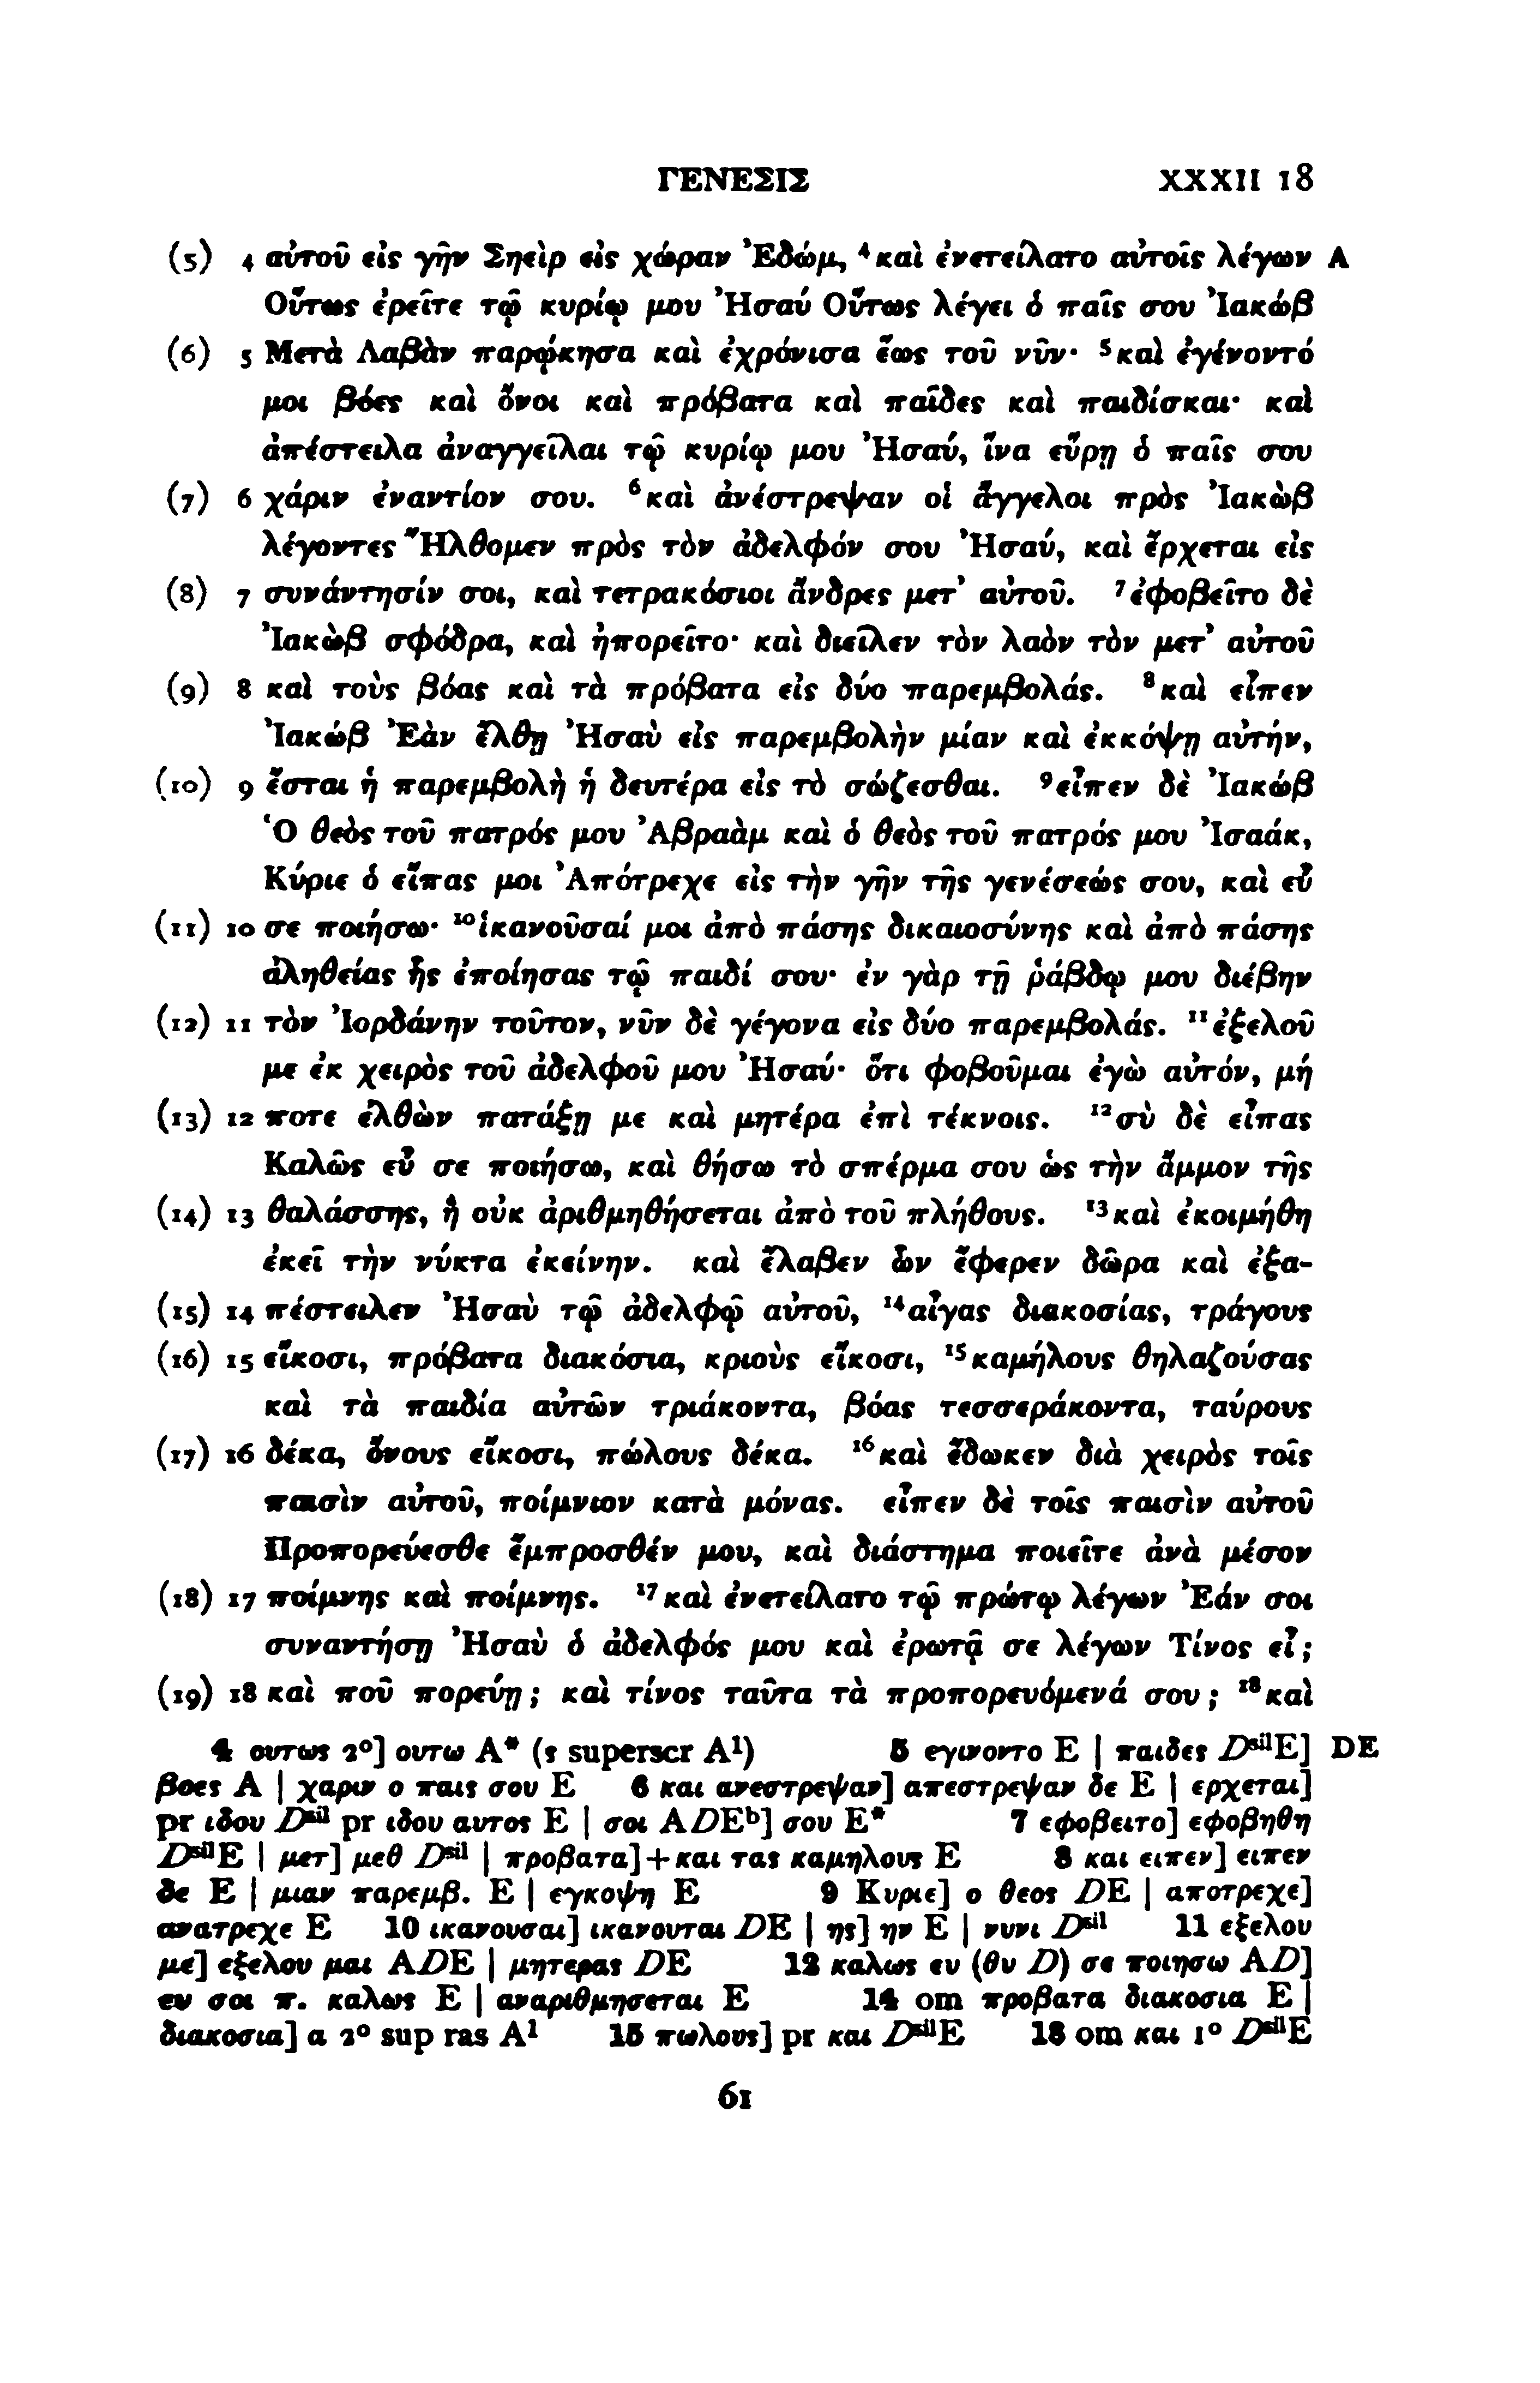 ΓΕΝΕΣΙΣ XXXII 18
(5) 4 αὐτοῦ εἰς γῆν Σηεὶρ εἰς χώραν Ἐδώμ, ⁴καὶ ἐνετείλατο αὐτοῖς λέγων A
Οὕτως ἐρεῖτε τῷ κυρίῳ μου Ἠσαύ Οὕτως λέγει ὁ παῖς σου Ἰακώβ
(6) 5 Μετὰ Λαβὰν παρῴκησα καὶ ἐχρόνισα ἕως τοῦ νῦν· ⁵καὶ ἐγένοντό
μοι βόες καὶ ὄνοι καὶ πρόβατα καὶ παῖδες καὶ παιδίσκαι· καὶ
ἀπέστειλα ἀναγγεῖλαι τῷ κυρίῳ μου Ἠσαύ, ἵνα εὕρῃ ὁ παῖς σου
(7) 6 χάριν ἐναντίον σου. ⁶καὶ ἀνέστρεψαν οἱ ἄγγελοι πρὸς Ἰακὼβ
λέγοντες Ἤλθομεν πρὸς τὸν ἀδελφόν σου Ἠσαύ, καὶ ἔρχεται εἰς
(8) 7 συνάντησίν σοι, καὶ τετρακόσιοι ἄνδρες μετ’ αὐτοῦ. ⁷ἐφοβεῖτο δὲ
Ἰακὼβ σφόδρα, καὶ ἠπορεῖτο· καὶ διεῖλεν τὸν λαὸν τὸν μετ’ αὐτοῦ
(9) 8 καὶ τοὺς βόας καὶ τὰ πρόβατα εἰς δύο παρεμβολάς. ⁸καὶ εἶπεν
Ἰακώβ Ἐὰν ἔλθῃ Ἠσαὺ εἰς παρεμβολὴν μίαν καὶ ἐκκόψῃ αὐτήν,
(10) 9 ἔσται ἡ παρεμβολὴ ἡ δευτέρα εἰς τὸ σώζεσθαι. ⁹εἶπεν δὲ Ἰακώβ
Ὁ θεὸς τοῦ πατρός μου Ἀβραὰμ καὶ ὁ θεὸς τοῦ πατρός μου Ἰσαάκ,
Κύριε ὁ εἴπας μοι Ἀπότρεχε εἰς τὴν γῆν τῆς γενέσεώς σου, καὶ εὖ
(11) 10 σε ποιήσω· ¹⁰ἱκανοῦσαί μοι ἀπὸ πάσης δικαιοσύνης καὶ ἀπὸ πάσης
ἀληθείας ἧς ἐποίησας τῷ παιδί σου· ἐν γὰρ τῇ ῥάβδῳ μου διέβην
(12) 11 τὸν Ἰορδάνην τοῦτον, νῦν δὲ γέγονα εἰς δύο παρεμβολάς. ¹¹ἐξελοῦ
με ἐκ χειρὸς τοῦ ἀδελφοῦ μου Ἠσαύ· ὅτι φοβοῦμαι ἐγὼ αὐτόν, μή
(13) 12 ποτε ἐλθὼν πατάξῃ με καὶ μητέρα ἐπὶ τέκνοις. ¹²σὺ δὲ εἶπας
Καλῶς εὖ σε ποιήσω, καὶ θήσω τὸ σπέρμα σου ὡς τὴν ἄμμον τῆς
(14) 13 θαλάσσης, ἣ οὐκ ἀριθμηθήσεται ἀπὸ τοῦ πλήθους. ¹³καὶ ἐκοιμήθη
ἐκεῖ τὴν νύκτα ἐκείνην. καὶ ἔλαβεν ὧν ἔφερεν δῶρα καὶ ἐξα-
(15) 14 πέστειλεν Ἠσαὺ τῷ ἀδελφῷ αὐτοῦ, ¹⁴αἶγας διακοσίας, τράγους
(16) 15 εἴκοσι, πρόβατα διακόσια, κριοὺς εἴκοσι, ¹⁵καμήλους θηλαζούσας
καὶ τὰ παιδία αὐτῶν τριάκοντα, βόας τεσσεράκοντα, ταύρους
(17) 16 δέκα, ὄνους εἴκοσι, πώλους δέκα. ¹⁶καὶ ἔδωκεν διὰ χειρὸς τοῖς
παισὶν αὐτοῦ, ποίμνιον κατὰ μόνας. εἶπεν δὲ τοῖς παισὶν αὐτοῦ
Προπορεύεσθε ἔμπροσθέν μου, καὶ διάστημα ποιεῖτε ἀνὰ μέσον
(18) 17 ποίμνης καὶ ποίμνης. ¹⁷καὶ ἐνετείλατο τῷ πρώτῳ λέγων Ἐάν σοι
συναντήσῃ Ἠσαὺ ὁ ἀδελφός μου καὶ ἐρωτᾷ σε λέγων Τίνος εἶ;
(19) 18 καὶ ποῦ πορεύῃ; καὶ τίνος ταῦτα τὰ προπορευόμενά σου; ¹⁸καὶ
4 ουτως 2º] ουτω A* (ς superscr A¹) 5 εγινοντο E | παιδες DˢⁱˡE] DE
βοες A | χαριν ο παις σου E 6 και ανεστρεψαν] απεστρεψαν δε E | ερχεται]
pr ιδου Dˢⁱˡ pr ιδου αυτος E | σοι ADEᵇ] σου E* 7 εφοβειτο] εφοβηθη
DˢⁱˡE | μετ] μεθ Dˢⁱˡ | προβατα]+και τας καμηλους E 8 και ειπεν] ειπεν
δε E | μιαν παρεμβ. E | εγκοψη E 9 Κυριε] ο θεος DE | αποτρεχε]
ανατρεχε E 10 ικανουσαι] ικανουται DE | ης] ην E | νυνι Dˢⁱˡ 11 εξελου
με] εξελου μαι ADE | μητερας DE 12 καλως ευ (θυ D) σε ποιησω AD]
ευ σοι π. καλως E | αναριθμησεται E 14 om προβατα διακοσια E |
διακοσια] α 2º sup ras A¹ 15 πωλους] pr και DˢⁱˡE 18 om και 1º DˢⁱˡE
61